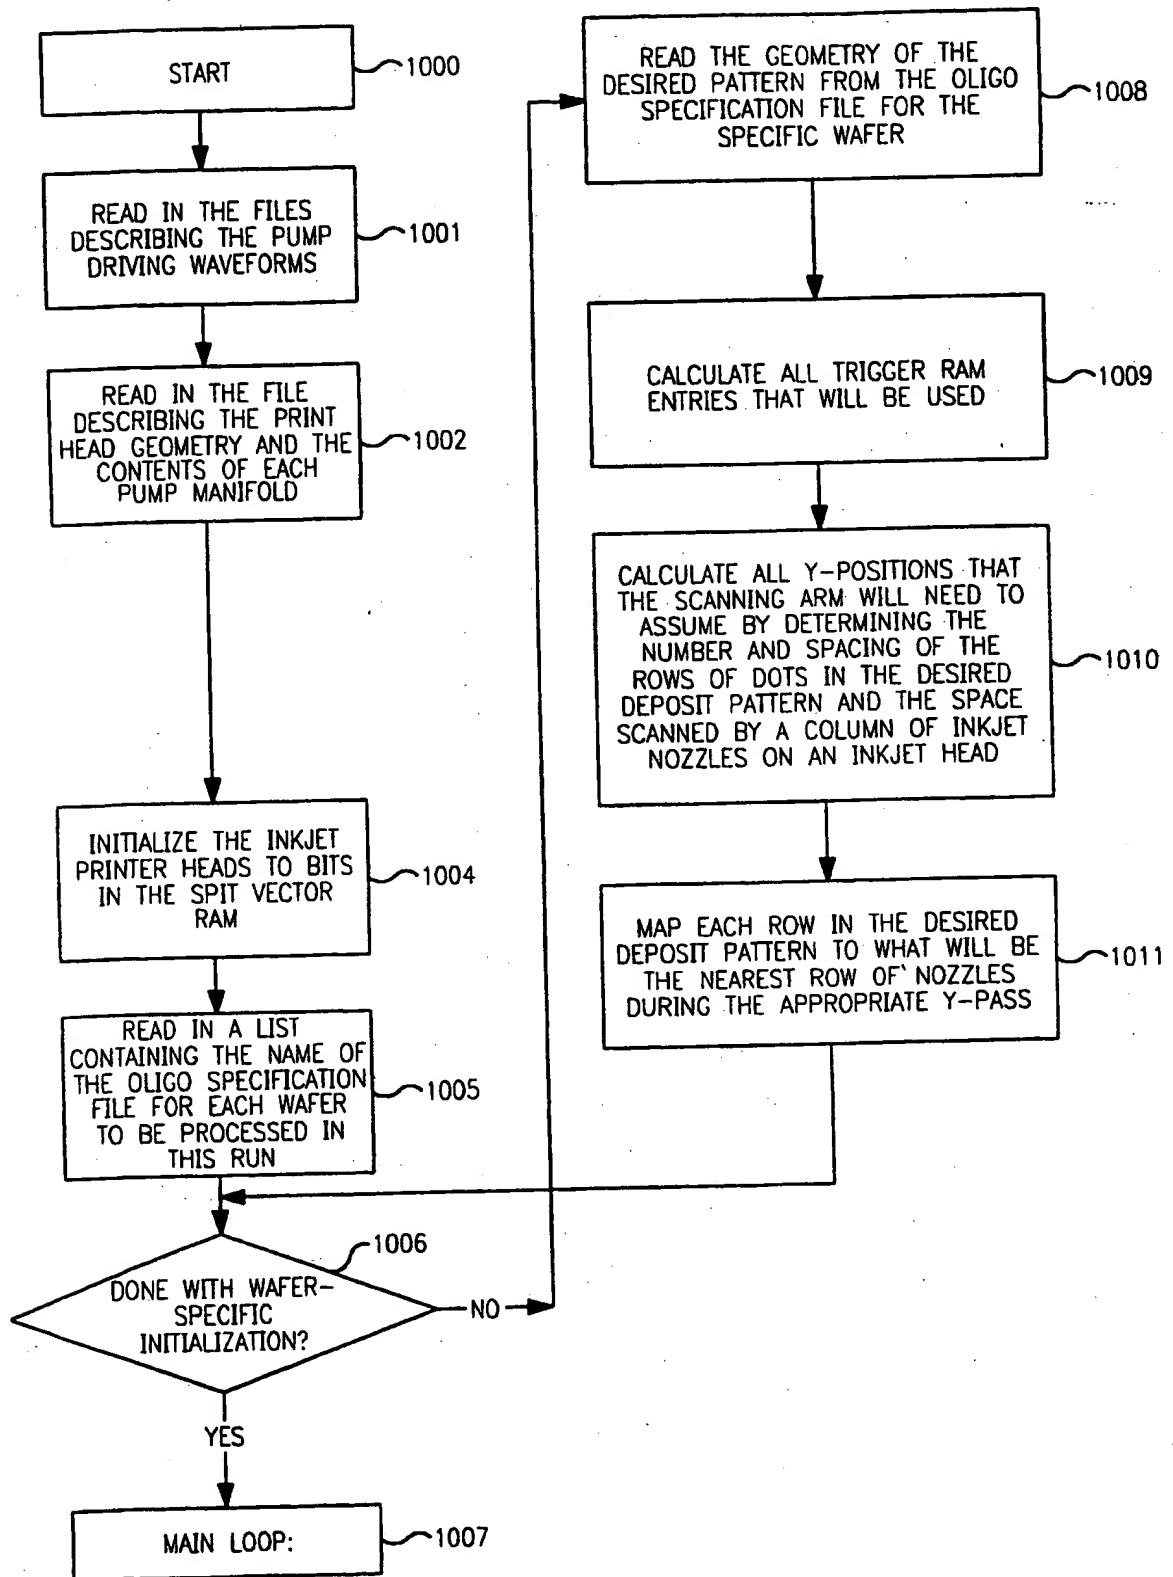 START
1000
READ IN THE FILES
DESCRIBING THE PUMP
DRIVING WAVEFORMS
1001
READ IN THE FILE
DESCRIBING THE PRINT
HEAD GEOMETRY AND THE
CONTENTS OF EACH
PUMP MANIFOLD
1002
INITIALIZE THE INKJET
PRINTER HEADS TO BITS
IN THE SPIT VECTOR
RAM
1004
READ IN A LIST
CONTAINING THE NAME OF
THE OLIGO SPECIFICATION
FILE FOR EACH WAFER
TO BE PROCESSED IN
THIS RUN
1005
1006
DONE WITH WAFER-
SPECIFIC
INITIALIZATION?
NO
YES
MAIN LOOP:
1007
READ THE GEOMETRY OF THE
DESIRED PATTERN FROM THE OLIGO
SPECIFICATION FILE FOR THE
SPECIFIC WAFER
1008
CALCULATE ALL TRIGGER RAM
ENTRIES THAT WILL BE USED
1009
CALCULATE ALL Y-POSITIONS THAT
THE SCANNING ARM WILL NEED TO
ASSUME BY DETERMINING THE
NUMBER AND SPACING OF THE
ROWS OF DOTS IN THE DESIRED
DEPOSIT PATTERN AND THE SPACE
SCANNED BY A COLUMN OF INKJET
NOZZLES ON AN INKJET HEAD
1010
MAP EACH ROW IN THE DESIRED
DEPOSIT PATTERN TO WHAT WILL BE
THE NEAREST ROW OF NOZZLES
DURING THE APPROPRIATE Y-PASS
1011